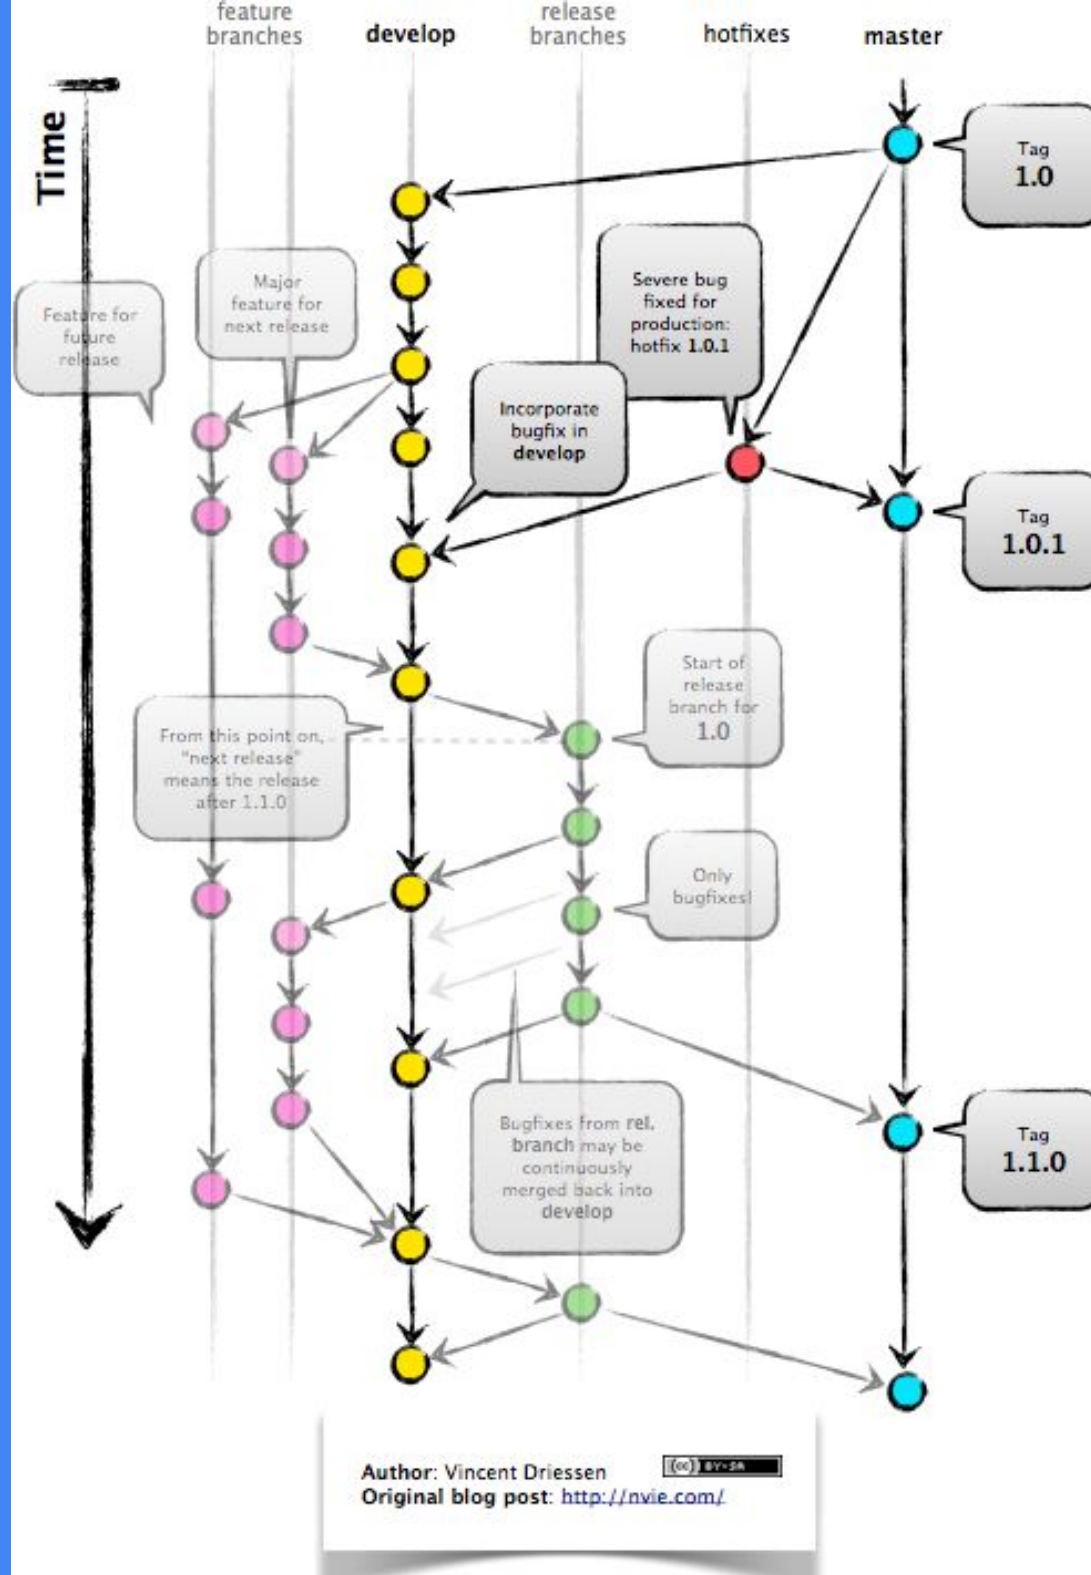 feature
branches
develop
release
branches
hotfixes
master
Time
Tag
1.0
Severe bug
fixed for
production:
hotfix 1.0.1
Major
feature for
next release
Feature for
future
release
Incorporate
bugfix in
develop
Tag
1.0.1
Start of
release
branch for
1.0
From this point on,
"next release"
means the release
after 1.1.0
Only
bugfixes!
Bugfixes from rel.
branch may be
continuously
merged back into
develop
Tag
1.1.0
Author: Vincent Driessen
(cc) BY-SA
Original blog post: http://nvie.com/